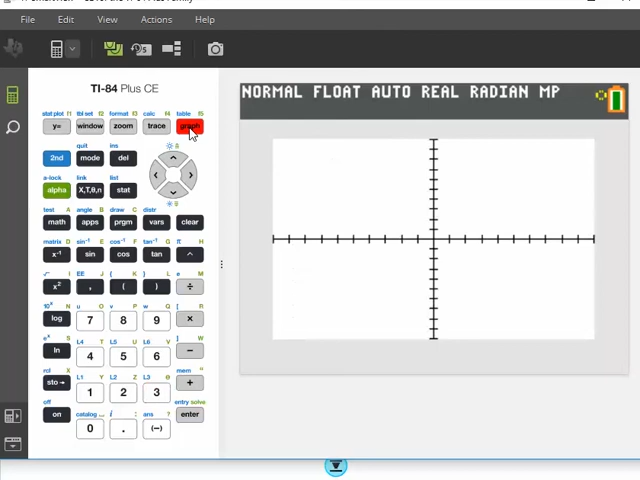 File Edit View Actions Help
TI-84 Plus CE
NORMAL FLOAT AUTO REAL RADIAN MP
stat plot f1 tbl set f2 format f3 calc f4 table f5
y= window zoom trace graph
quit ins
2nd mode del
a-lock link list
alpha X,T,θ,n stat
test A angle B draw C distr
math apps prgm vars clear
matrix D sin⁻¹ E cos⁻¹ F tan⁻¹ G π H
x⁻¹ sin cos tan ^
√ I EE J { K } L e M
x² , ( ) ÷
10ˣ N u O v P w Q [ R
log 7 8 9 ×
eˣ S L4 T L5 U L6 V ] W
ln 4 5 6 −
rcl X L1 Y L2 Z L3 θ mem "
sto→ 1 2 3 +
off catalog i : ans ? entry solve
on 0 . (−) enter